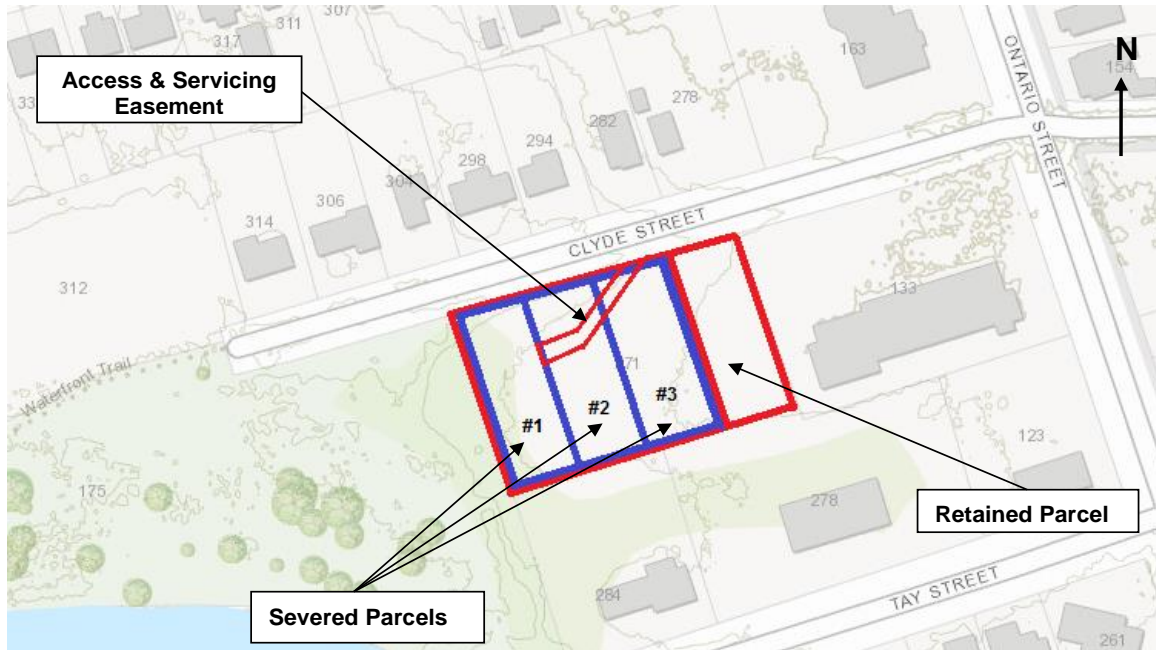 307
311
317
163
N
154
ONTARIO STREET
Access & Servicing
Easement
278
282
294
298
304
306
314
312
CLYDE STREET
133
71
Waterfront Trail
#1
#2
#3
175
123
278
Retained Parcel
284
TAY STREET
261
Severed Parcels